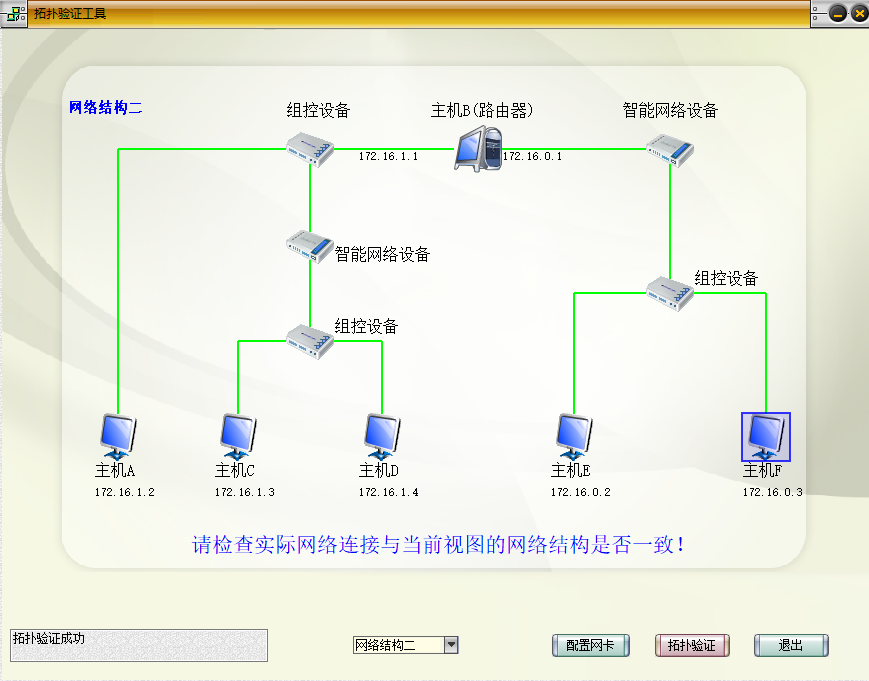 拓扑验证工具
网络结构二
组控设备
主机B(路由器)
智能网络设备
172.16.1.1
172.16.0.1
智能网络设备
组控设备
组控设备
主机A
主机C
主机D
主机E
主机F
172.16.1.2
172.16.1.3
172.16.1.4
172.16.0.2
172.16.0.3
请检查实际网络连接与当前视图的网络结构是否一致!
拓扑验证成功
网络结构二
配置网卡
拓扑验证
退出